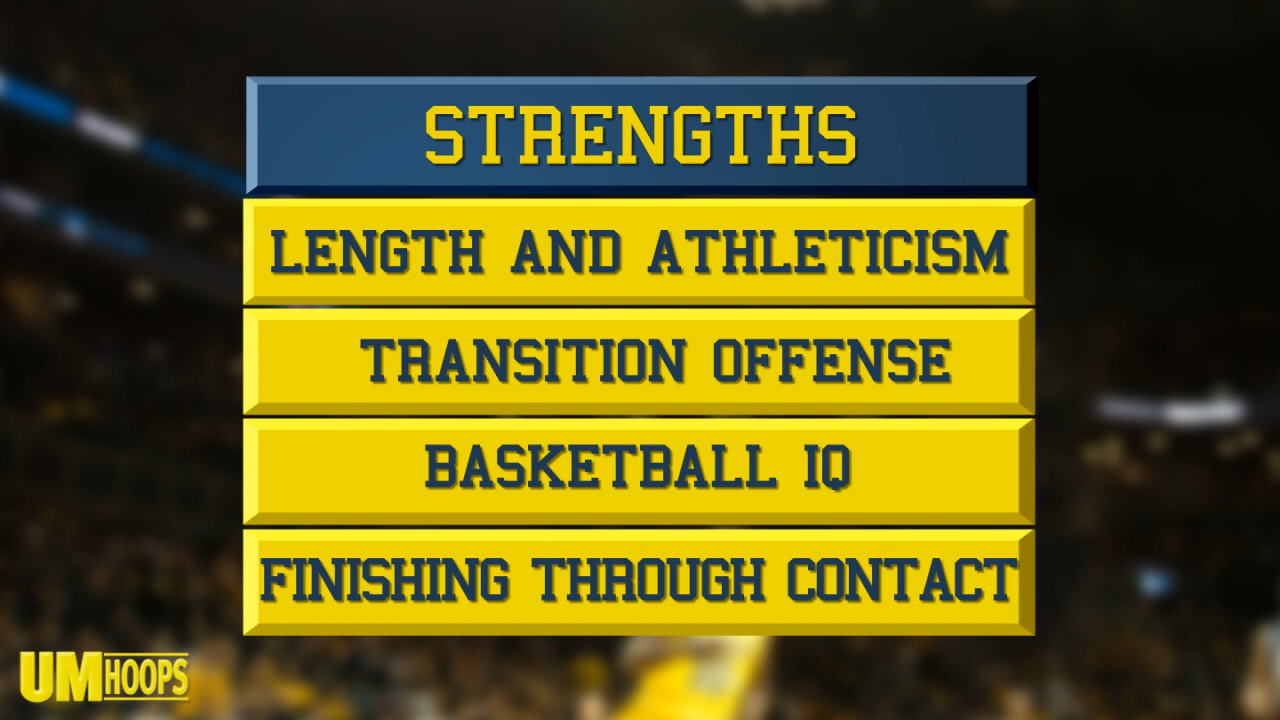 STRENGTHS
LENGTH AND ATHLETICISM
TRANSITION OFFENSE
BASKETBALL IQ
FINISHING THROUGH CONTACT
UMHOOPS